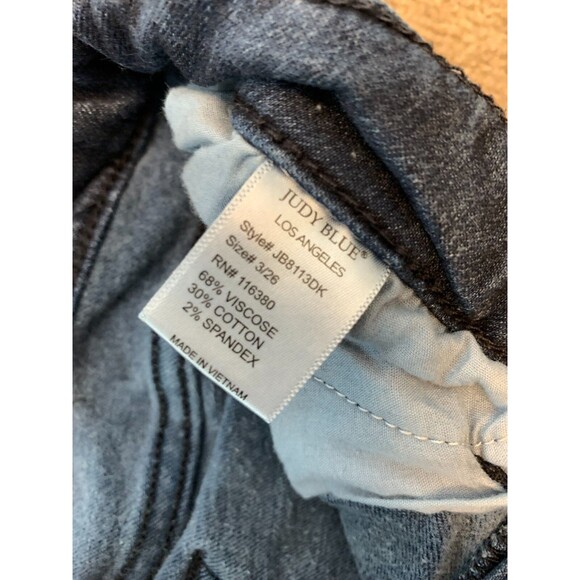 JUDY BLUE®
LOS ANGELES
Style# JB8113DK
Size# 3/26
RN# 116380
68% VISCOSE
30% COTTON
2% SPANDEX
MADE IN VIETNAM